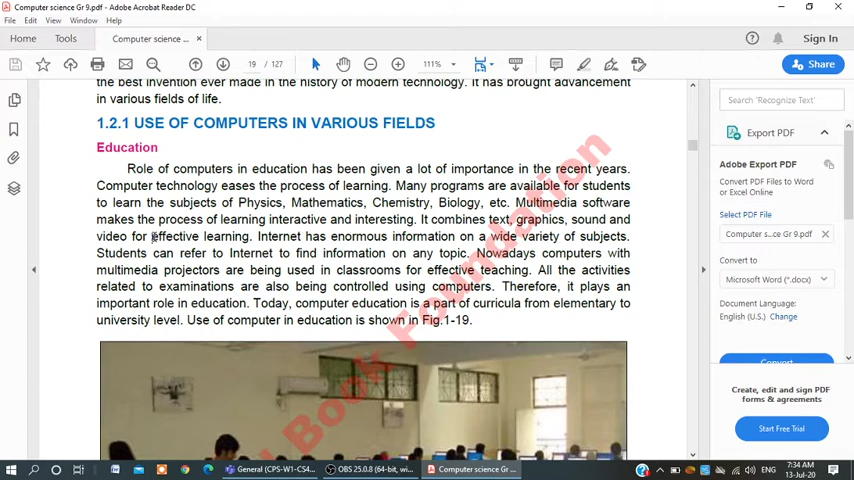 Computer science Gr 9.pdf - Adobe Acrobat Reader DC
File Edit View Window Help
Home Tools Computer science ... × Sign In
19 / 127 111% Share
the best invention ever made in the history of modern technology. It has brought advancement
in various fields of life.
1.2.1 USE OF COMPUTERS IN VARIOUS FIELDS
Education
Role of computers in education has been given a lot of importance in the recent years.
Computer technology eases the process of learning. Many programs are available for students
to learn the subjects of Physics, Mathematics, Chemistry, Biology, etc. Multimedia software
makes the process of learning interactive and interesting. It combines text, graphics, sound and
video for effective learning. Internet has enormous information on a wide variety of subjects.
Students can refer to Internet to find information on any topic. Nowadays computers with
multimedia projectors are being used in classrooms for effective teaching. All the activities
related to examinations are also being controlled using computers. Therefore, it plays an
important role in education. Today, computer education is a part of curricula from elementary to
university level. Use of computer in education is shown in Fig.1-19.
Book Foundation
Search 'Recognize Text'
Export PDF
Adobe Export PDF
Convert PDF Files to Word
or Excel Online
Select PDF File
Computer s...ce Gr 9.pdf
Convert to
Microsoft Word (*.docx)
Document Language:
English (U.S.) Change
Convert
Create, edit and sign PDF
forms & agreements
Start Free Trial
General (CPS-W1-CS4...
OBS 25.0.8 (64-bit, wi...
Computer science Gr ...
ENG
7:34 AM
13-Jul-20